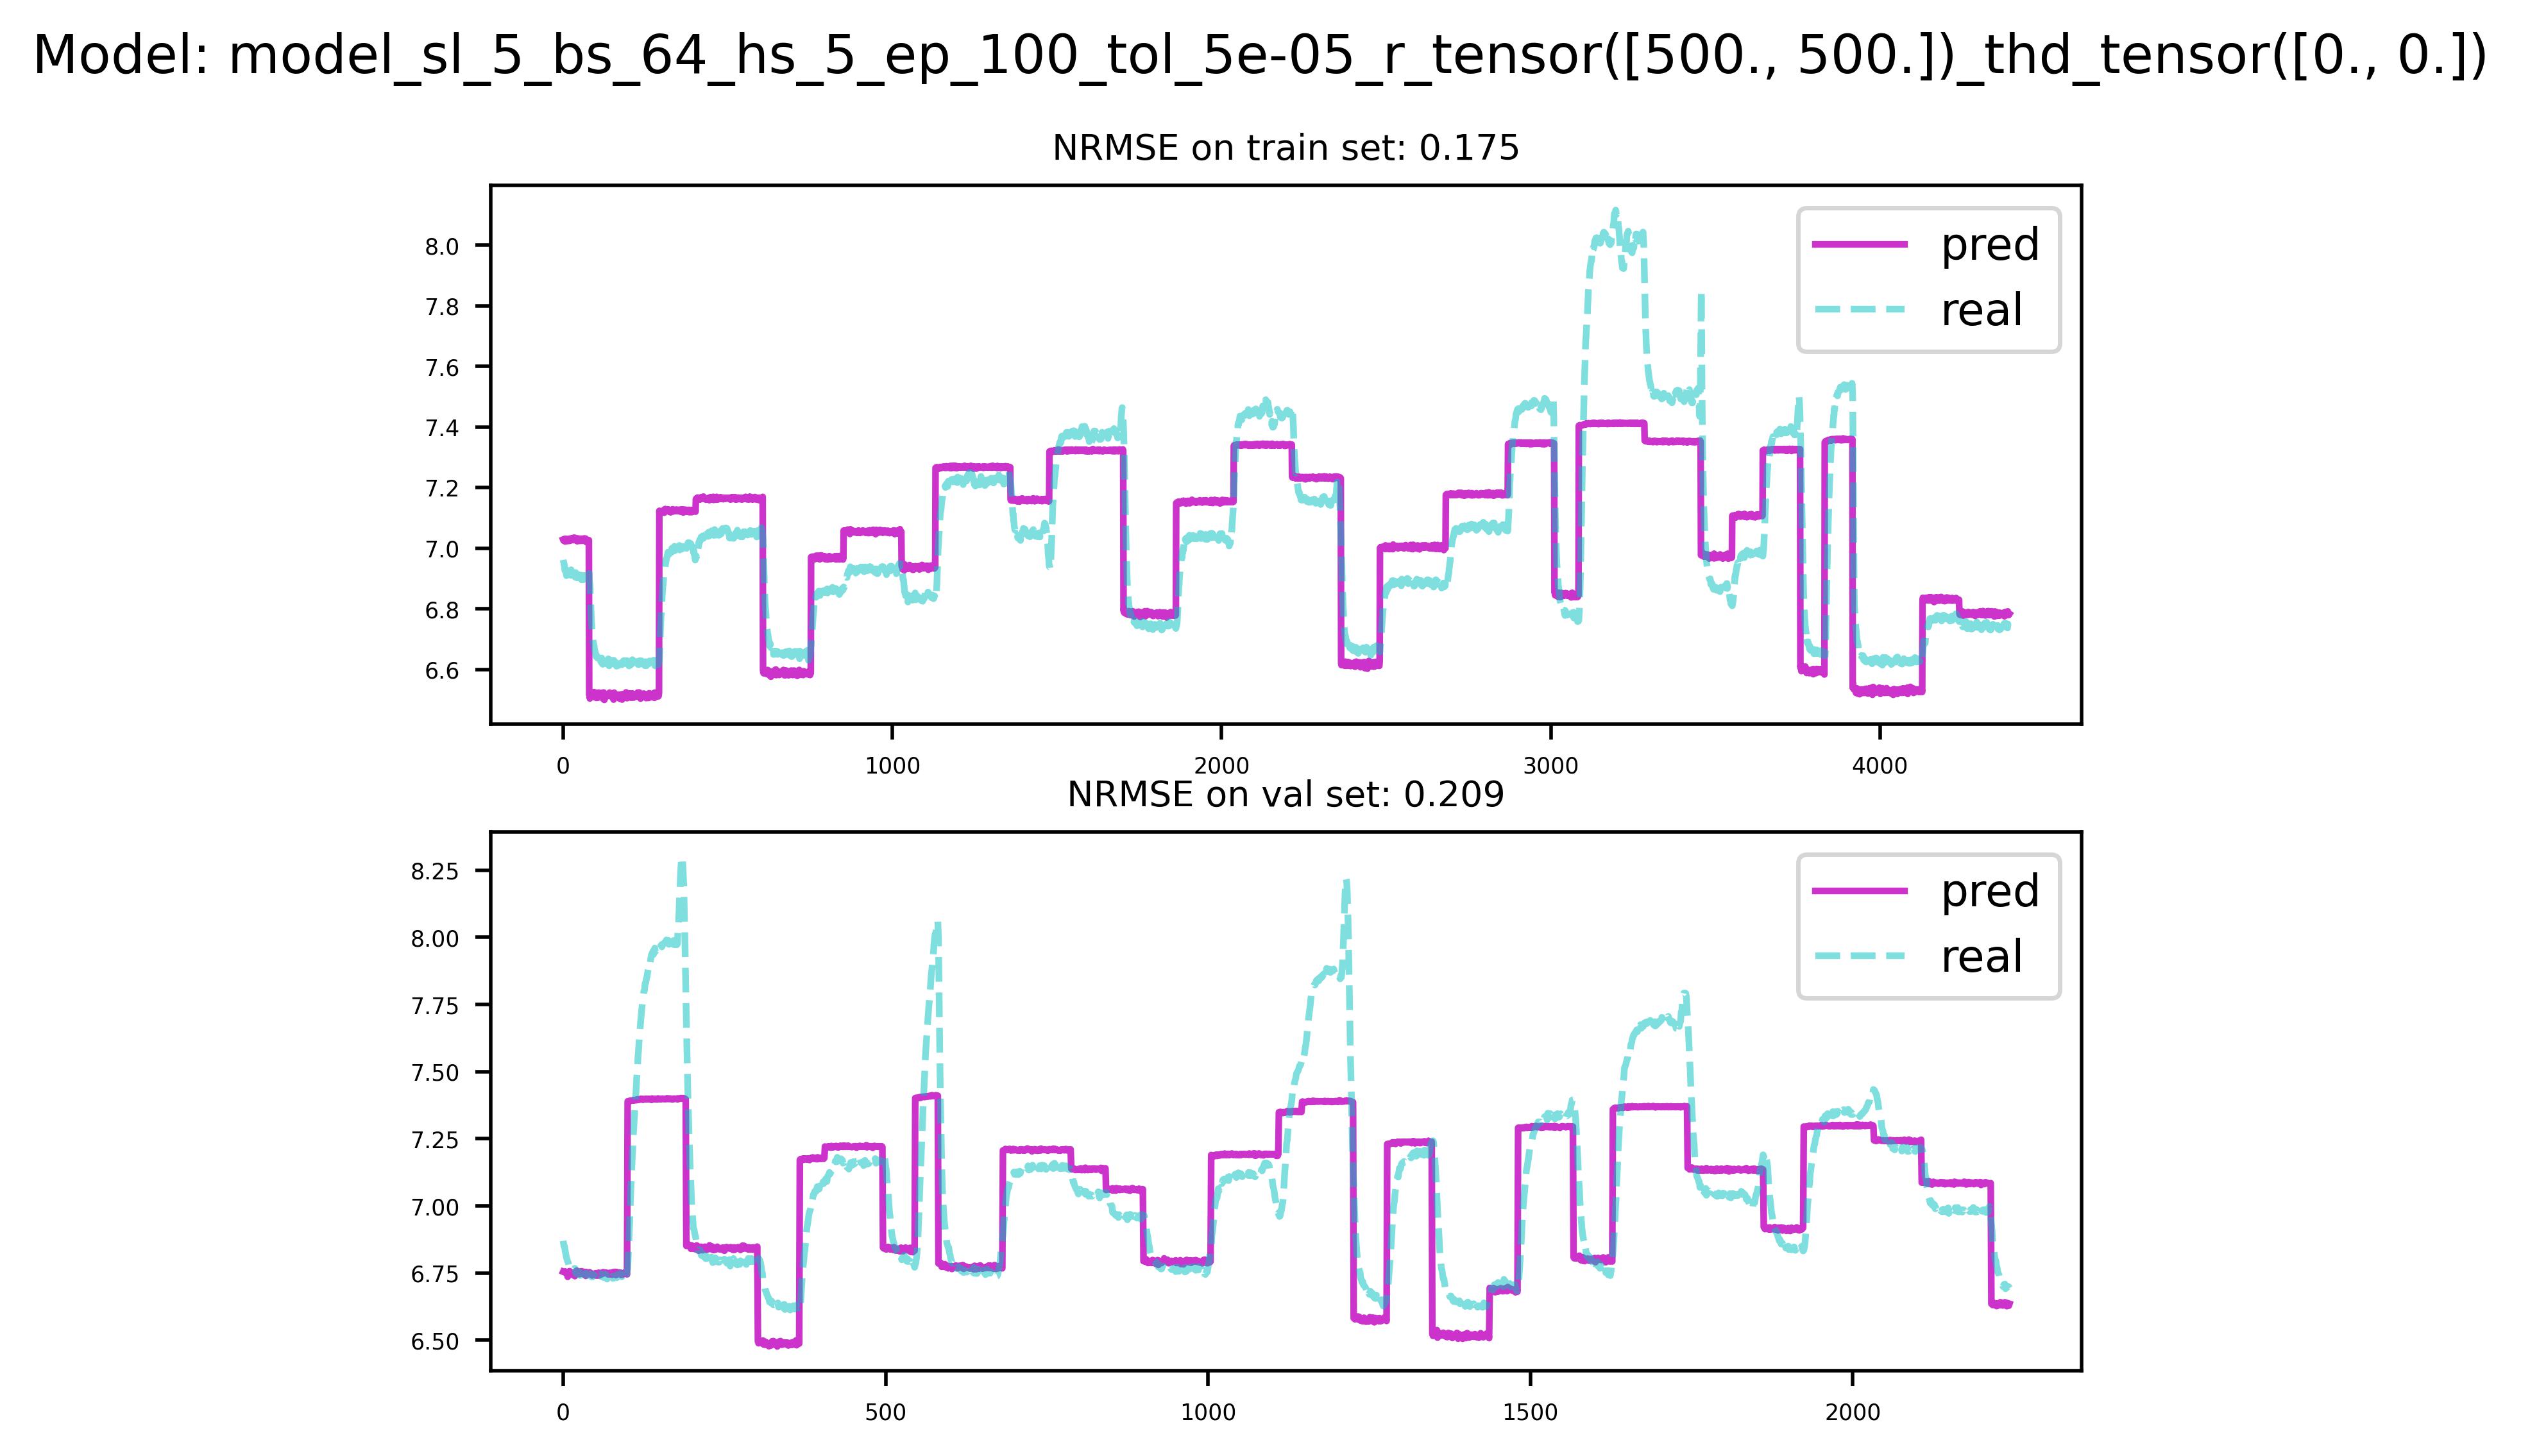 Model: model_sl_5_bs_64_hs_5_ep_100_tol_5e-05_r_tensor([500., 500.])_thd_tensor([0., 0.])
NRMSE on train set: 0.175
8.0
7.8
7.6
7.4
7.2
7.0
6.8
6.6
pred
real
0 1000 2000 3000 4000
NRMSE on val set: 0.209
8.25
8.00
7.75
7.50
7.25
7.00
6.75
6.50
pred
real
0 500 1000 1500 2000